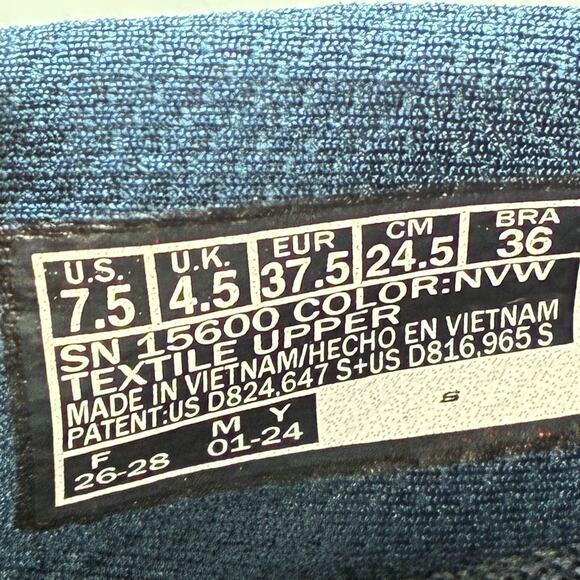 U.S. U.K. EUR CM BRA
7.5 4.5 37.5 24.5 36
SN 15600 COLOR:NVW
TEXTILE UPPER
MADE IN VIETNAM/HECHO EN VIETNAM
PATENT:US D824,647 S+US D816,965 S
F M Y
26-28 01-24
6